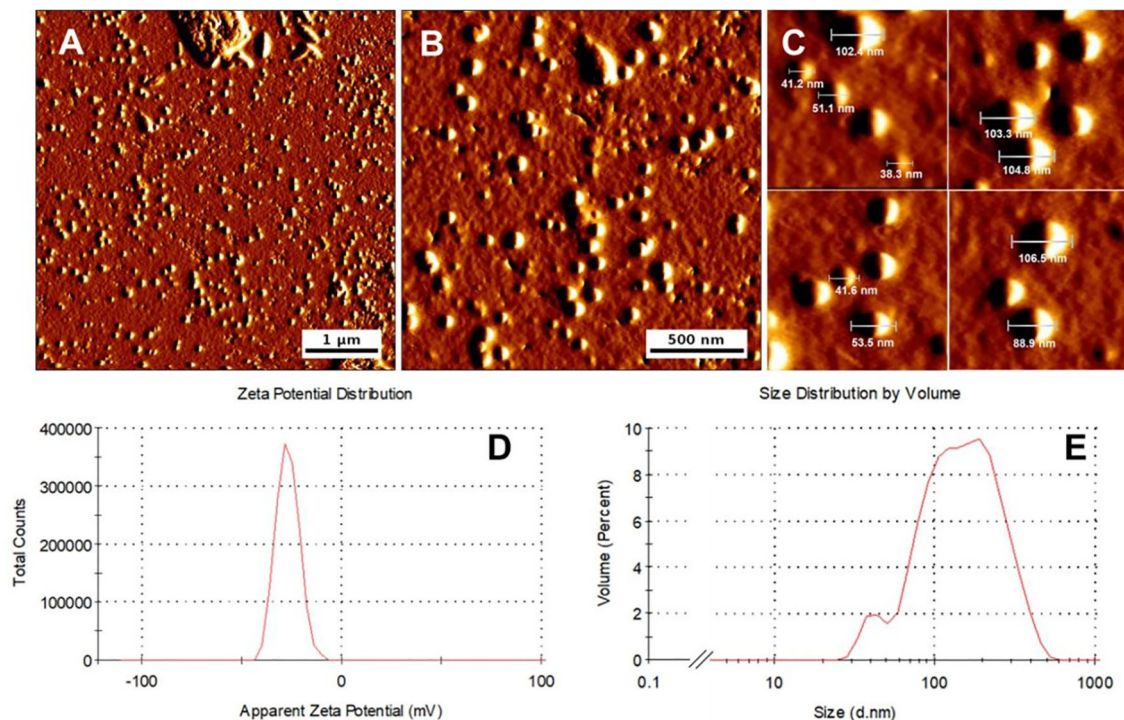 A
1 µm
B
500 nm
C
102.4 nm
41.2 nm
51.1 nm
38.3 nm
103.3 nm
104.8 nm
41.6 nm
53.5 nm
106.5 nm
88.9 nm
Zeta Potential Distribution
D
Total Counts
400000
300000
200000
100000
0
-100
0
100
Apparent Zeta Potential (mV)
Size Distribution by Volume
E
Volume (Percent)
10
8
6
4
2
0
0.1
10
100
1000
Size (d.nm)